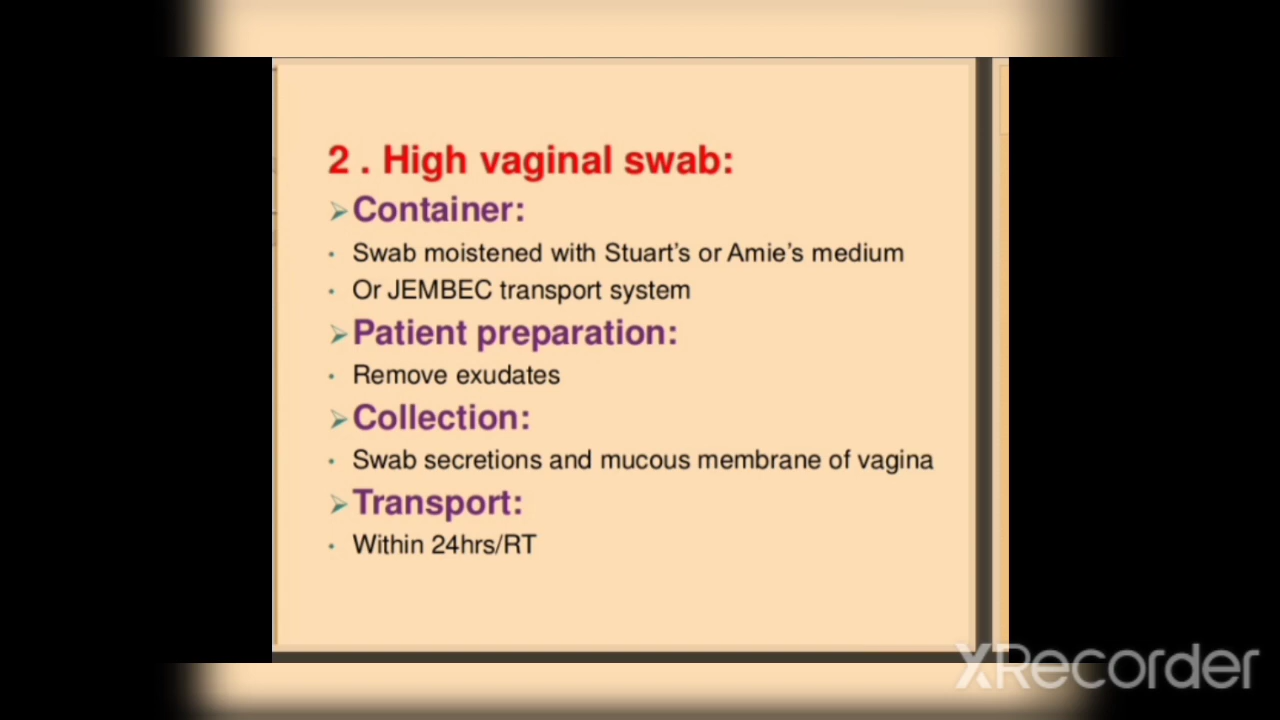 2 . High vaginal swab:
➢Container:
• Swab moistened with Stuart's or Amie's medium
• Or JEMBEC transport system
➢Patient preparation:
• Remove exudates
➢Collection:
• Swab secretions and mucous membrane of vagina
➢Transport:
• Within 24hrs/RT
XRecorder